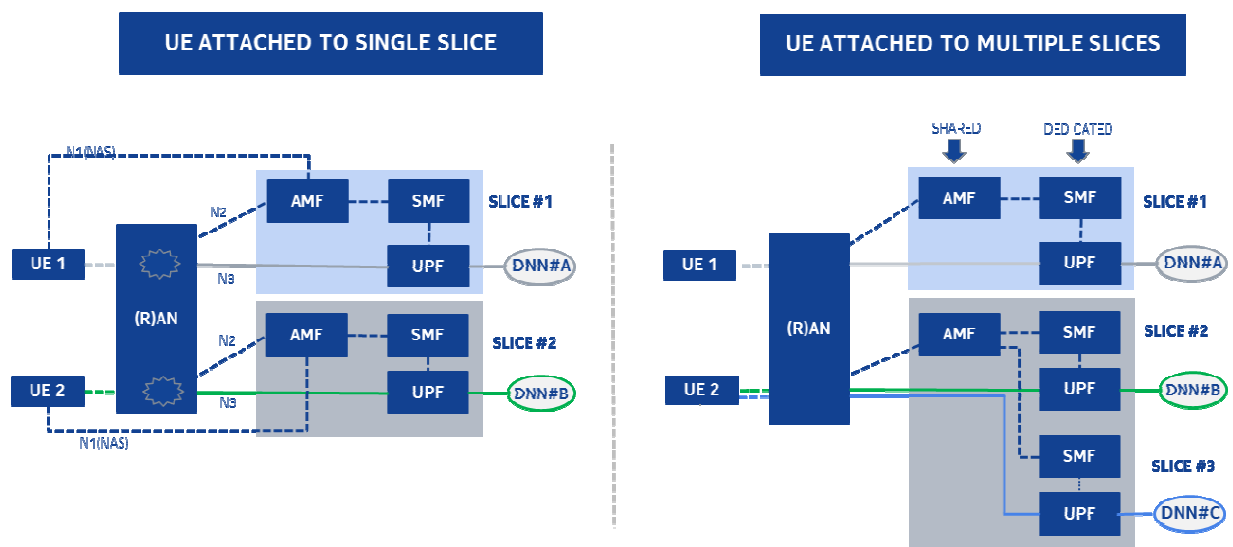 UE ATTACHED TO SINGLE SLICE
N1(NAS)
AMF
SMF
SLICE #1
N2
UE 1
UPF
DNN#A
N3
(R)AN
AMF
SMF
SLICE #2
N2
UE 2
UPF
DNN#B
N3
N1(NAS)
UE ATTACHED TO MULTIPLE SLICES
SHARED
DEDICATED
AMF
SMF
SLICE #1
UE 1
UPF
DNN#A
(R)AN
AMF
SMF
SLICE #2
UE 2
UPF
DNN#B
SMF
SLICE #3
UPF
DNN#C